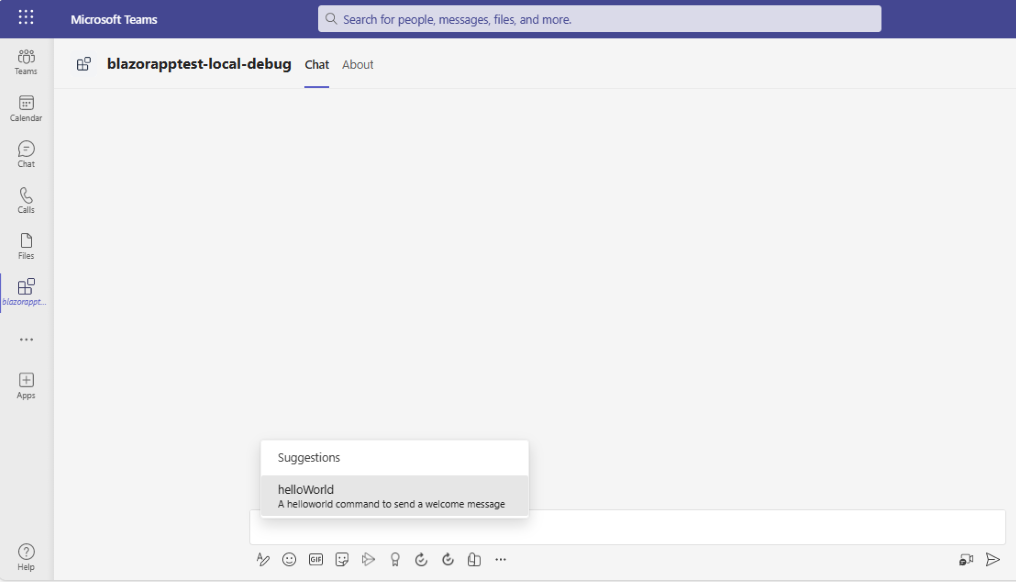 Microsoft Teams
Search for people, messages, files, and more.
Teams
Calendar
Chat
Calls
Files
blazorappt...
Apps
Help
blazorapptest-local-debug
Chat
About
Suggestions
helloWorld
A helloworld command to send a welcome message
GIF